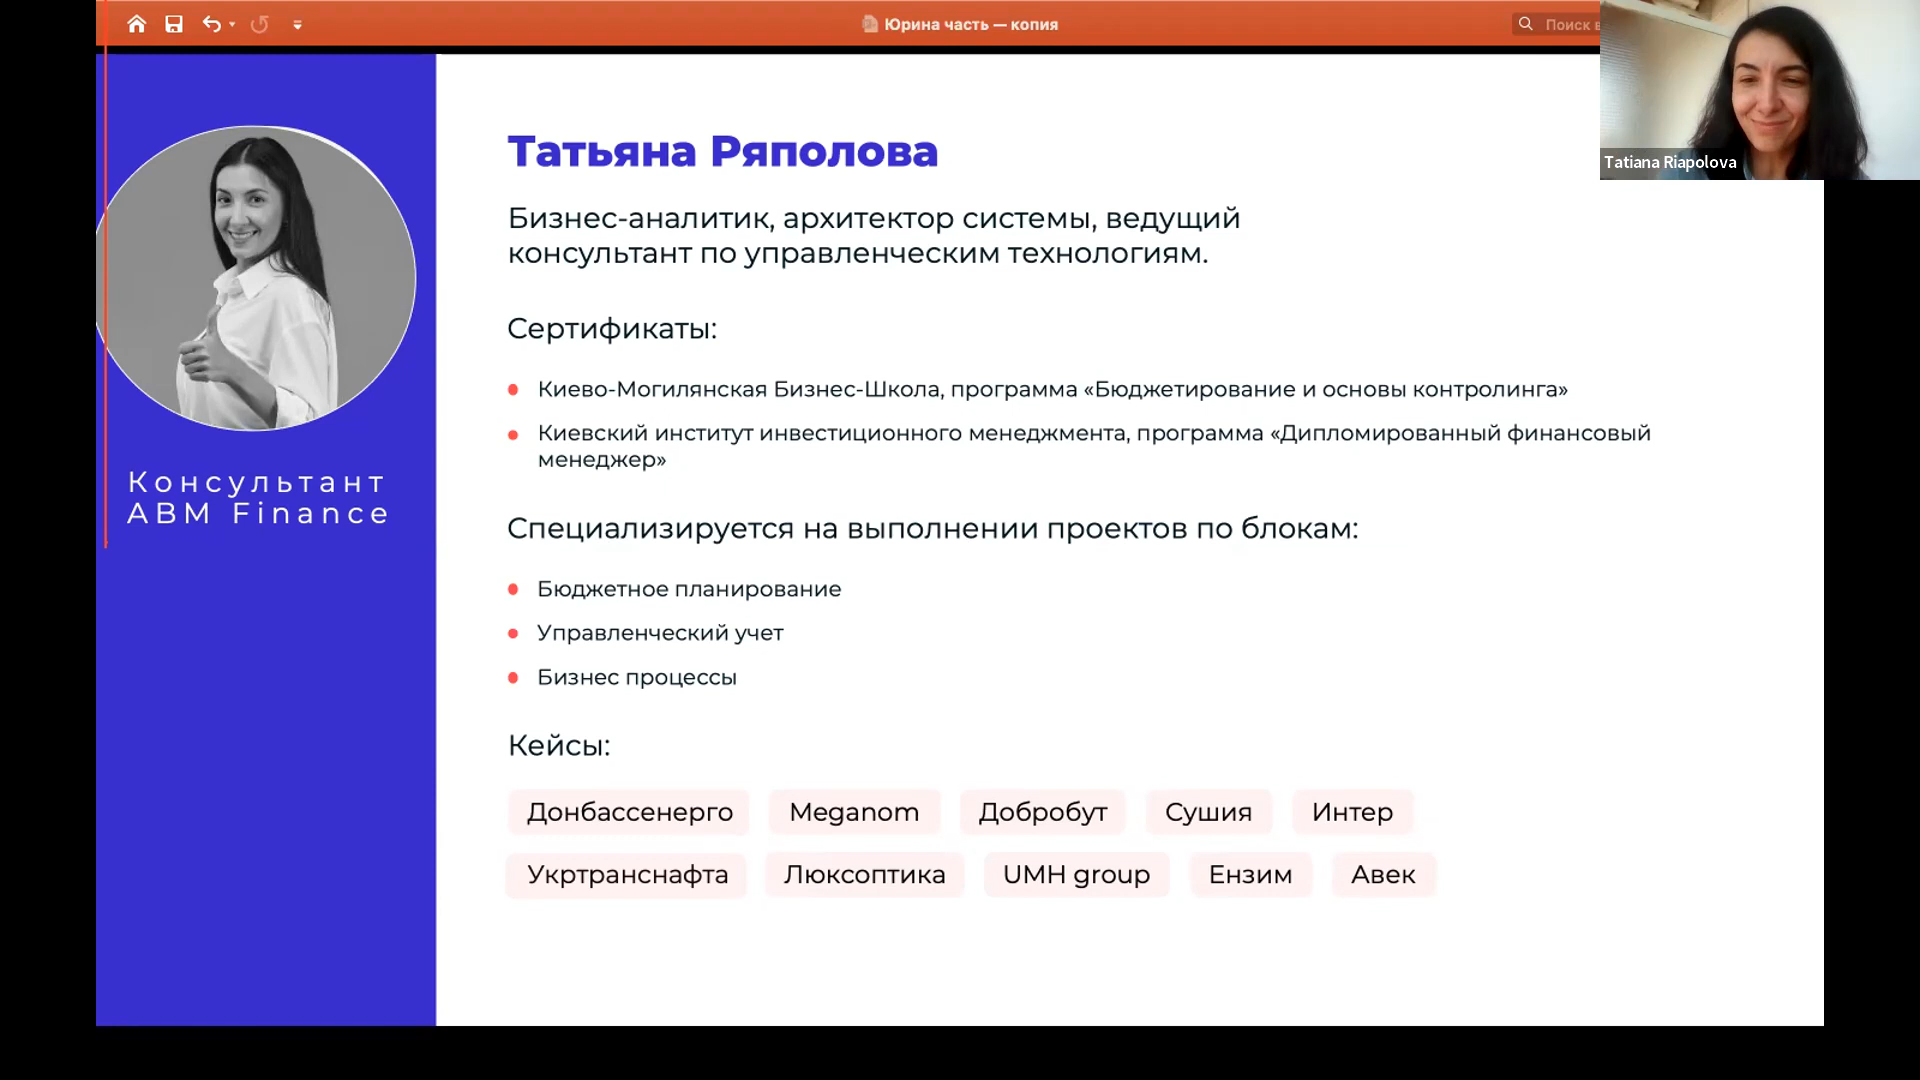 Юрина часть — копия
Поиск в
Tatiana Riapolova
Татьяна Ряполова
Бизнес-аналитик, архитектор системы, ведущий
консультант по управленческим технологиям.
Сертификаты:
Киево-Могилянская Бизнес-Школа, программа «Бюджетирование и основы контролинга»
Киевский институт инвестиционного менеджмента, программа «Дипломированный финансовый
менеджер»
Консультант
ABM Finance
Специализируется на выполнении проектов по блокам:
Бюджетное планирование
Управленческий учет
Бизнес процессы
Кейсы:
Донбассенерго Meganom Добробут Сушия Интер
Укртранснафта Люксоптика UMH group Ензим Авек